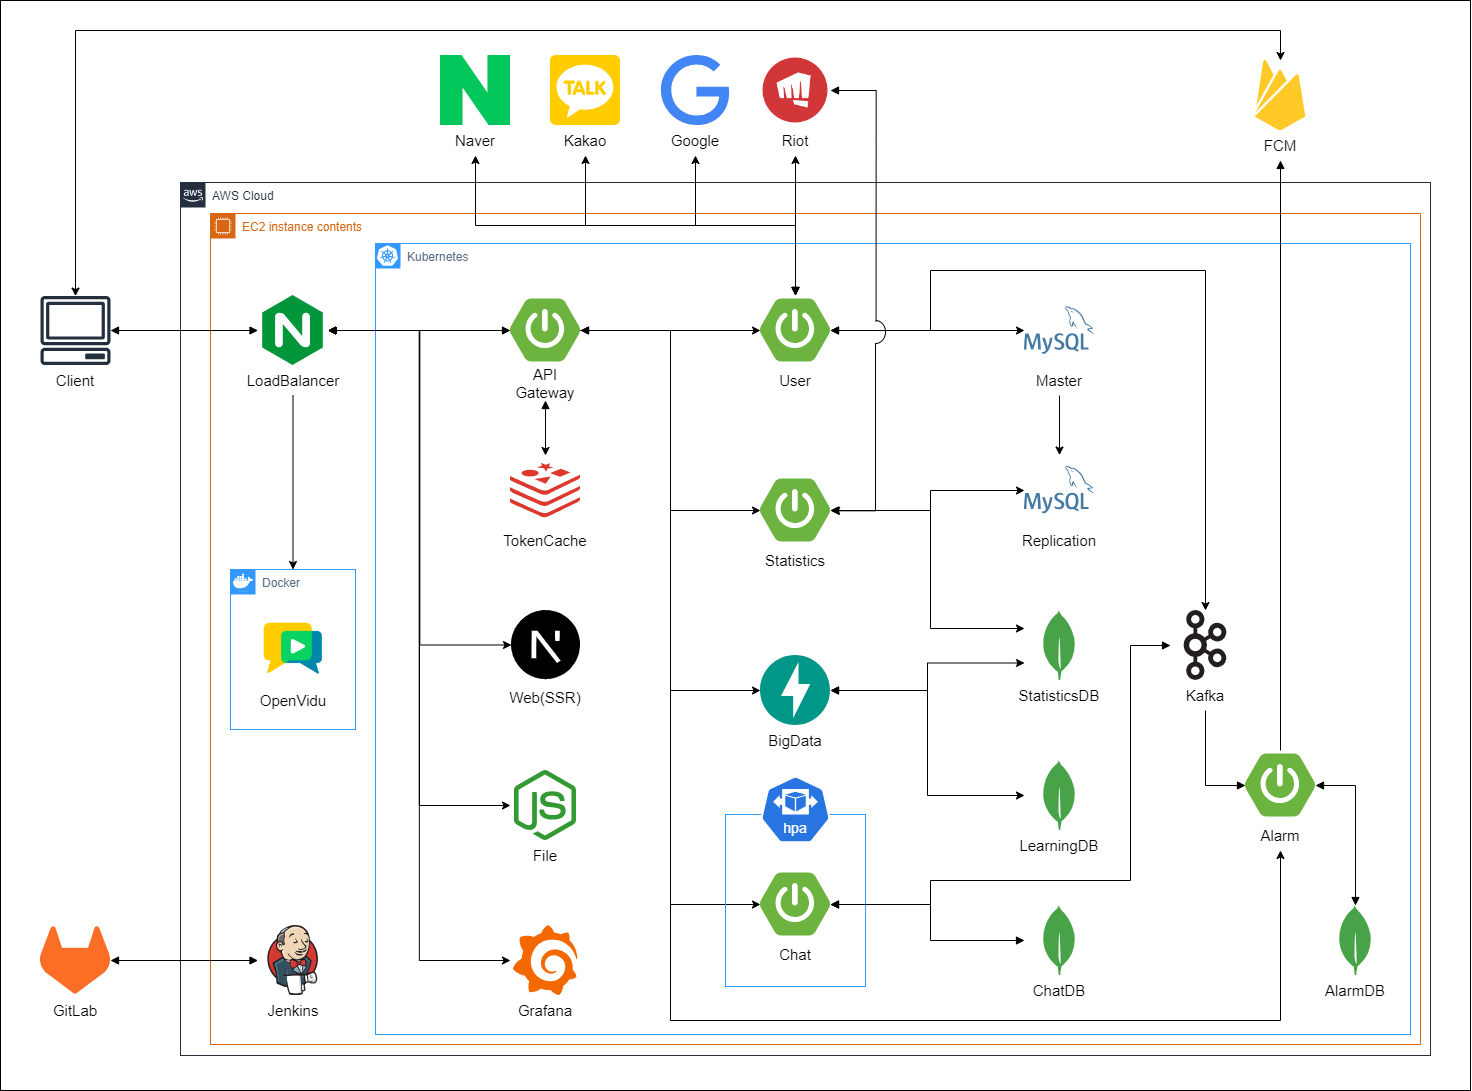 TALK
Naver
Kakao
Google
Riot
FCM
aws
AWS Cloud
EC2 instance contents
Kubernetes
Client
LoadBalancer
API
Gateway
User
MySQL
Master
TokenCache
Statistics
MySQL
Replication
Docker
OpenVidu
Web(SSR)
BigData
StatisticsDB
Kafka
JS
File
hpa
LearningDB
Alarm
Chat
ChatDB
AlarmDB
GitLab
Jenkins
Grafana